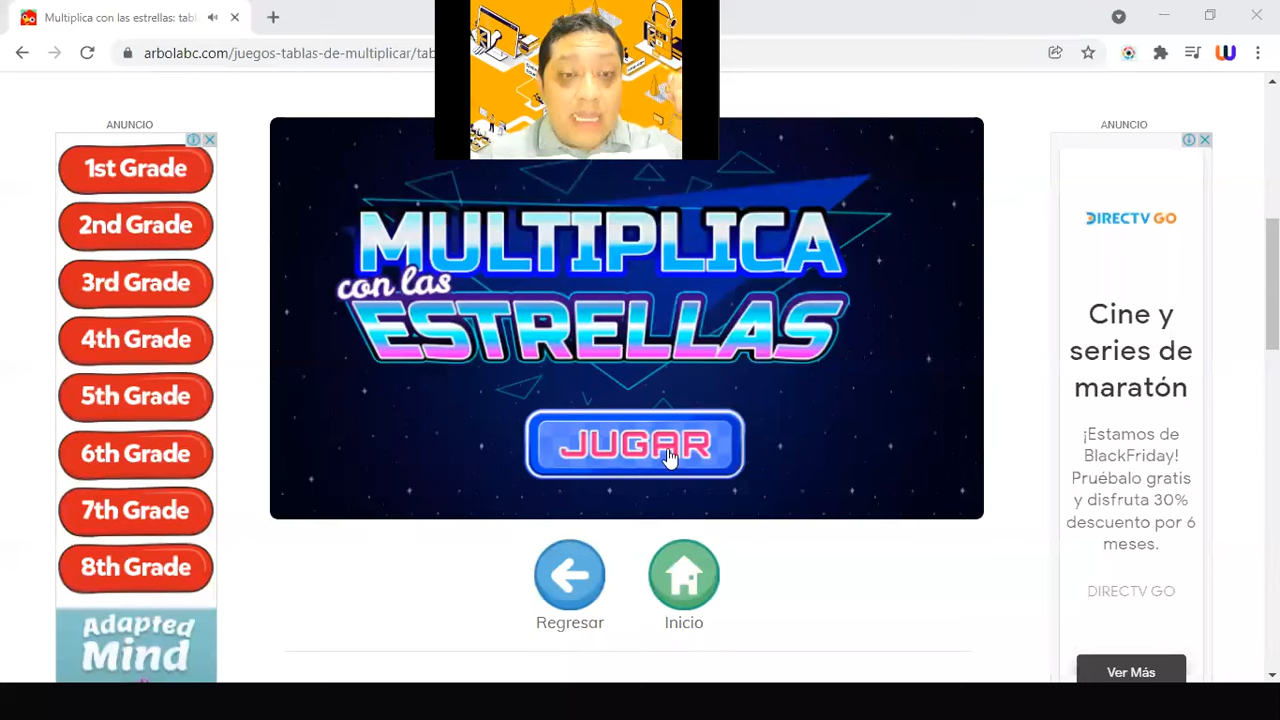 Multiplica con las estrellas: tabl
arbolabc.com/juegos-tablas-de-multiplicar/tab
ANUNCIO
1st Grade
2nd Grade
3rd Grade
4th Grade
5th Grade
6th Grade
7th Grade
8th Grade
Adapted
Mind
MULTIPLICA
con las
ESTRELLAS
JUGAR
Regresar
Inicio
ANUNCIO
DIRECTV GO
Cine y
series de
maratón
¡Estamos de
BlackFriday!
Pruébalo gratis
y disfruta 30%
descuento por 6
meses.
DIRECTV GO
Ver Más